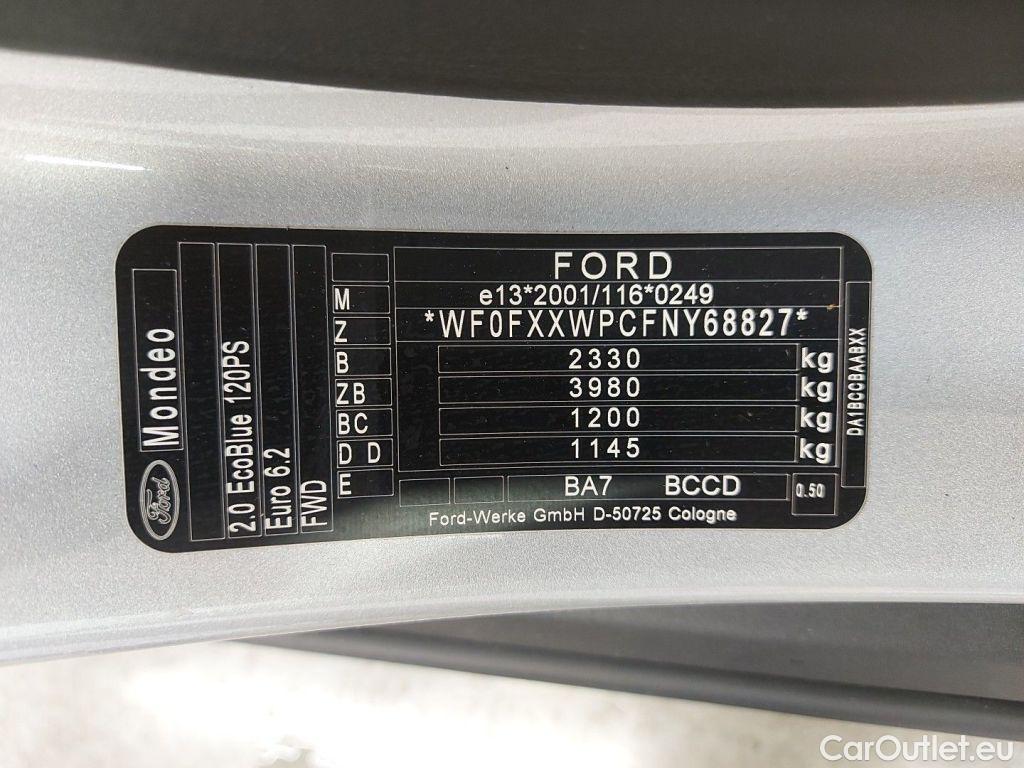 Ford Mondeo
2.0 EcoBlue 120PS
Euro 6.2
FWD
M
Z
B
ZB
BC
D D
E
FORD
e13*2001/116*0249
*WF0FXXWPCFNY68827*
2330 kg
3980 kg
1200 kg
1145 kg
BA7 BCCD
0.50
Ford-Werke GmbH D-50725 Cologne
DA1BCCBAABXX
CarOutlet.eu